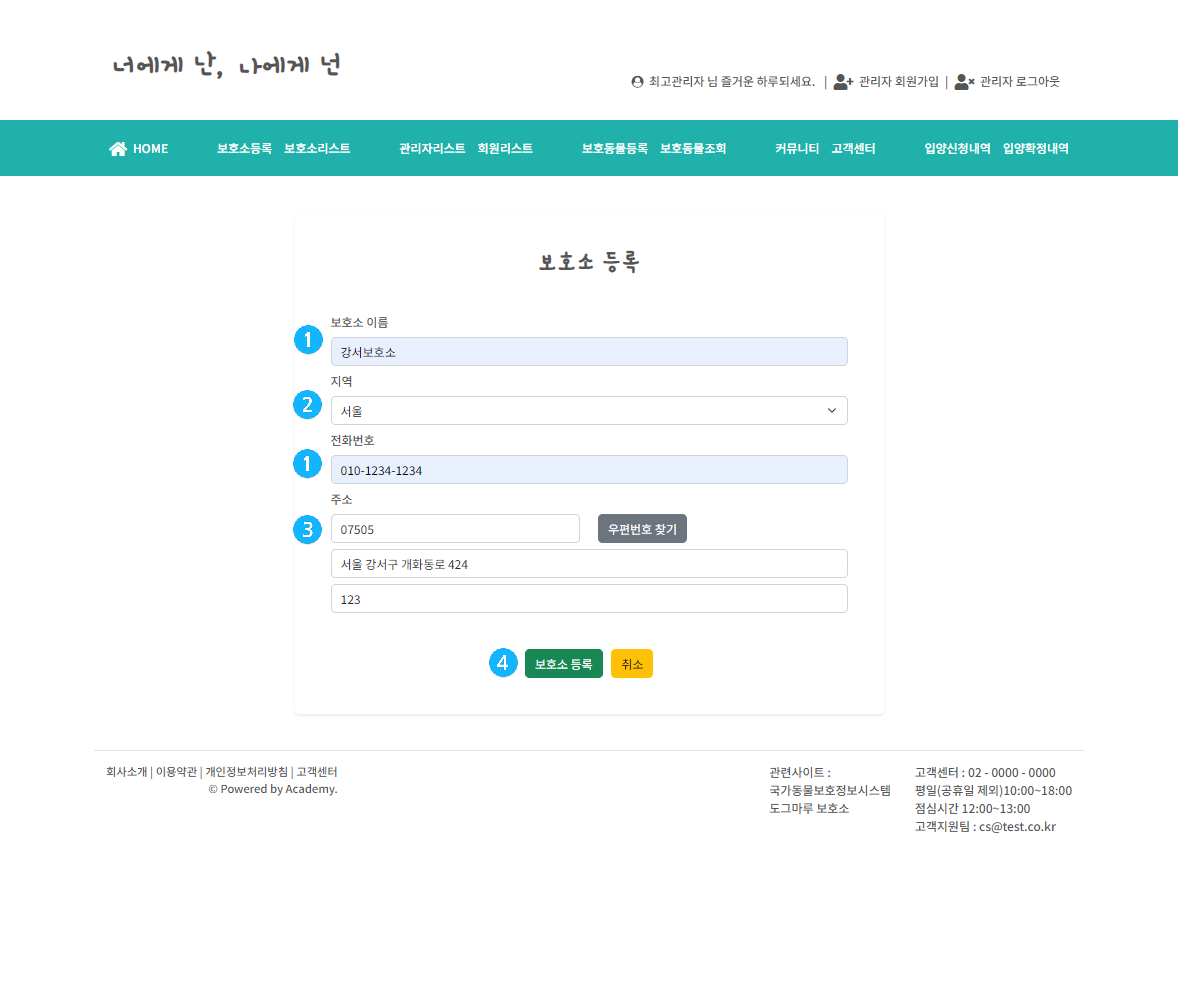 너에게 난, 나에게 넌
최고관리자 님 즐거운 하루되세요. | 관리자 회원가입 | 관리자 로그아웃
HOME 보호소등록 보호소리스트 관리자리스트 회원리스트 보호동물등록 보호동물조회 커뮤니티 고객센터 입양신청내역 입양확정내역
보호소 등록
보호소 이름
1 강서보호소
지역
2 서울
전화번호
1 010-1234-1234
주소
3 07505 우편번호 찾기
서울 강서구 개화동로 424
123
4 보호소 등록 취소
회사소개 | 이용약관 | 개인정보처리방침 | 고객센터
© Powered by Academy.
관련사이트 :
국가동물보호정보시스템
도그마루 보호소
고객센터 : 02 - 0000 - 0000
평일(공휴일 제외)10:00~18:00
점심시간 12:00~13:00
고객지원팀 : cs@test.co.kr